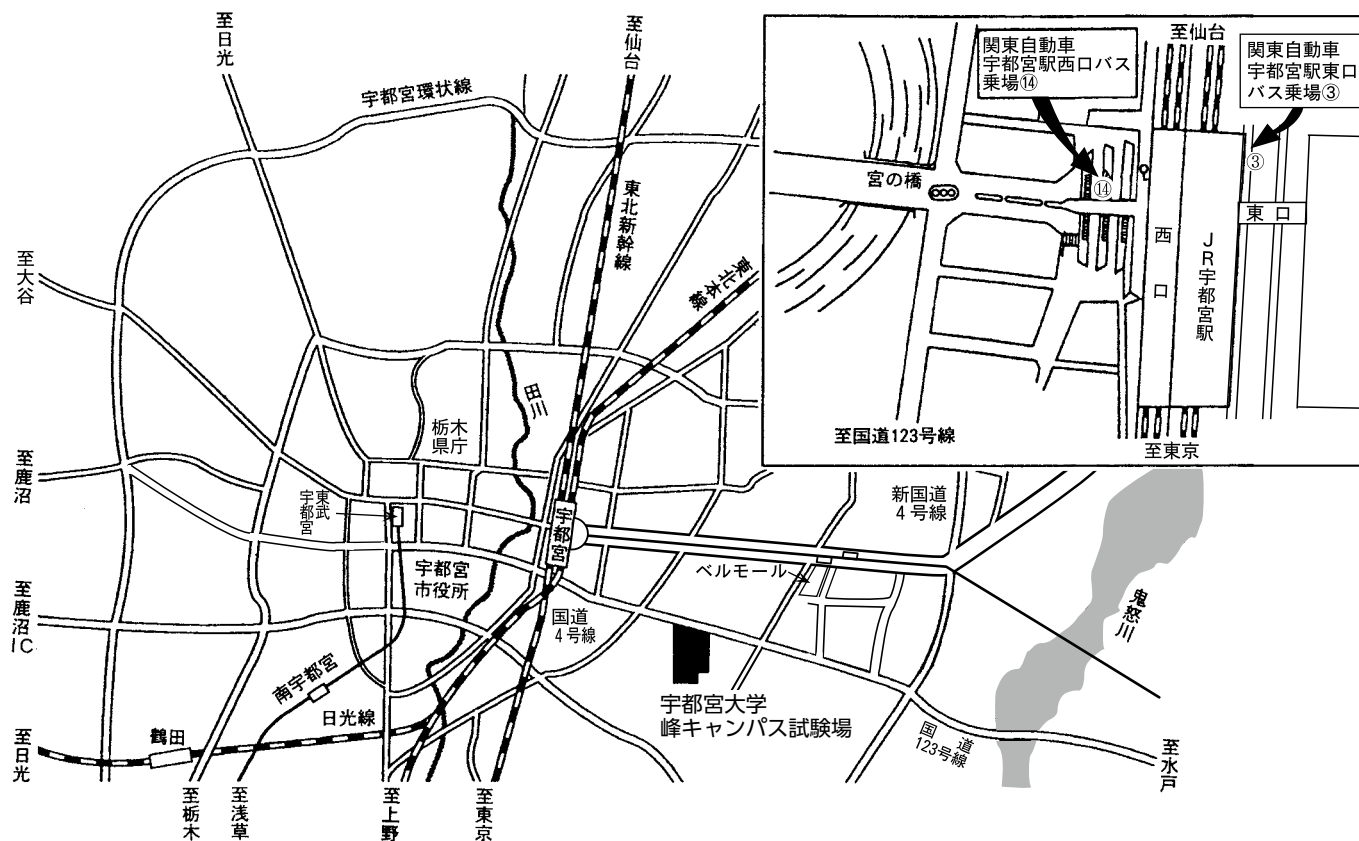 至日光
至仙台
宇都宮環状線
東北新幹線
東北本線
至大谷
田川
栃木
県庁
至鹿沼
東武
宇都宮
宇都宮
宇都宮
市役所
新国道
4号線
ベルモール
国道
4号線
鬼怒川
至鹿沼
IC
南宇都宮
日光線
宇都宮大学
峰キャンパス試験場
国道
123号線
鶴田
至日光
至水戸
至栃木
至浅草
至上野
至東京
関東自動車
宇都宮駅西口バス
乗場⑭
至仙台
関東自動車
宇都宮駅東口
バス乗場③
③
⑭
宮の橋
東口
西口
JR宇都宮駅
至国道123号線
至東京